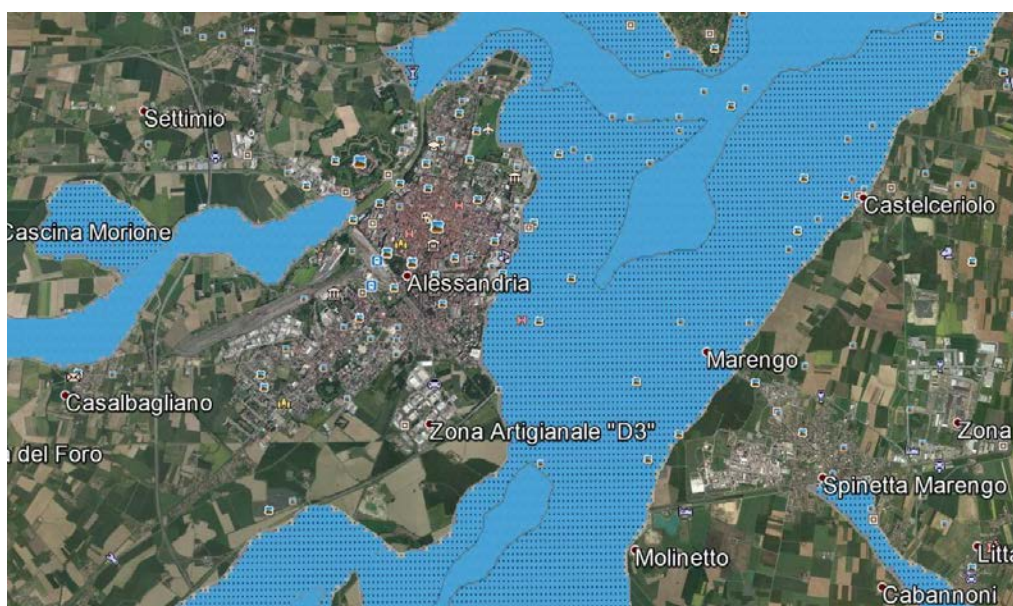 Settimio
Castelceriolo
Cascina Morione
Alessandria
Marengo
Casalbagliano
Zona Artigianale "D3"
Zona
del Foro
Spinetta Marengo
Molinetto
Litta
Cabannoni